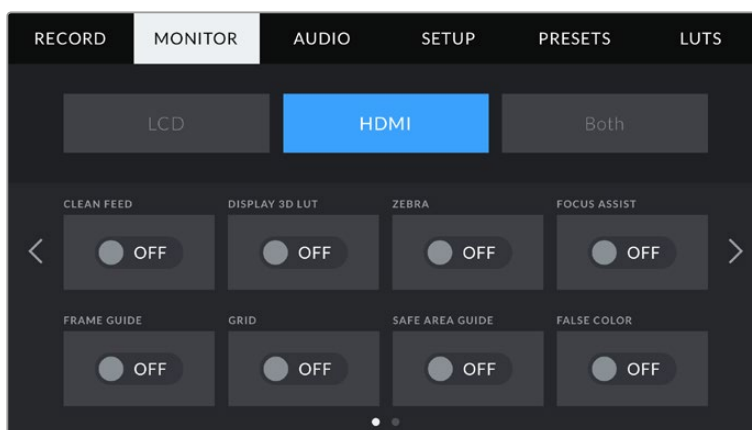 RECORD MONITOR AUDIO SETUP PRESETS LUTS
LCD HDMI Both
CLEAN FEED DISPLAY 3D LUT ZEBRA FOCUS ASSIST
OFF OFF OFF OFF
FRAME GUIDE GRID SAFE AREA GUIDE FALSE COLOR
OFF OFF OFF OFF